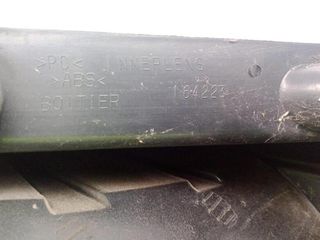 >PC< INNERLENS
>ABS<
BOITIER 164223